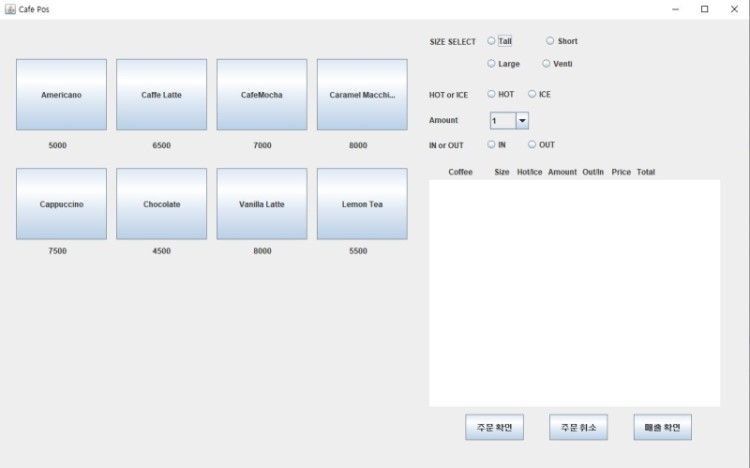 Cafe Pos
SIZE SELECT Tall Short
Large Venti
Americano Caffe Latte CafeMocha Caramel Macchi...
HOT or ICE HOT ICE
Amount 1
5000 6500 7000 8000
IN or OUT IN OUT
Coffee Size Hot/Ice Amount Out/In Price Total
Cappuccino Chocolate Vanilla Latte Lemon Tea
7500 4500 8000 5500
주문 확인 주문 취소 매출 확인